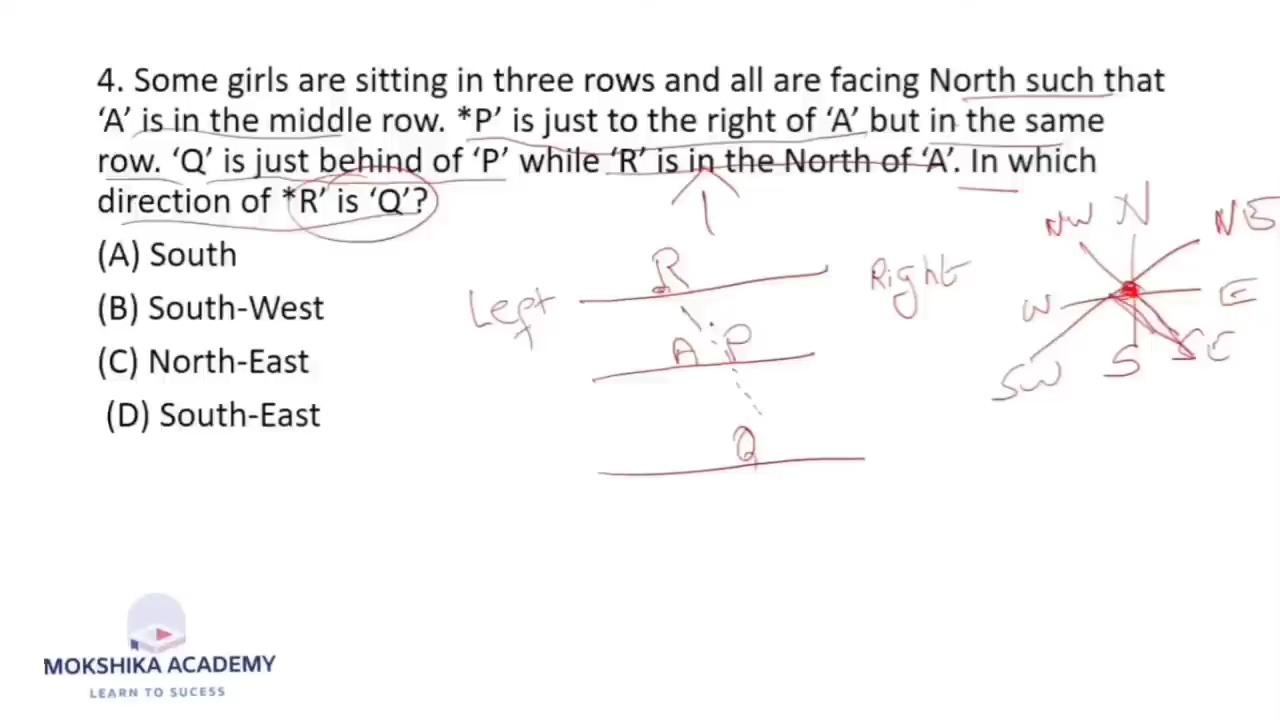 4. Some girls are sitting in three rows and all are facing North such that
‘A’ is in the middle row. *P’ is just to the right of ‘A’ but in the same
row. ‘Q’ is just behind of ‘P’ while ‘R’ is in the North of ‘A’. In which
direction of *R’ is ‘Q’?
(A) South
(B) South-West
(C) North-East
(D) South-East
NW N NE
R
Left
Right
W E
A P
SW S SE
Q
MOKSHIKA ACADEMY
LEARN TO SUCESS